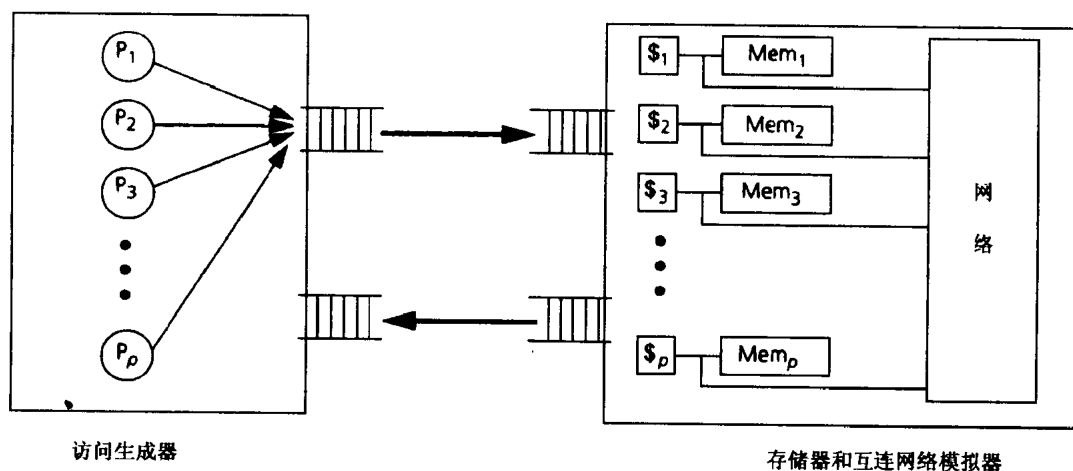 P₁
P₂
P₃
Pₚ
$₁
Mem₁
$₂
Mem₂
$₃
Mem₃
$ₚ
Memₚ
网
络
访问生成器
存储器和互连网络模拟器